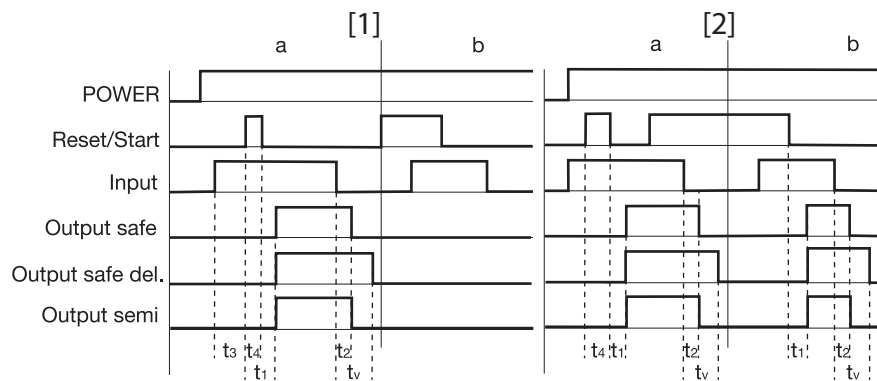 [1] [2]
a b a b
POWER
Reset/Start
Input
Output safe
Output safe del.
Output semi
t3 t4 t2 t4 t1 t2 t1 t2
t1 tv tv tv